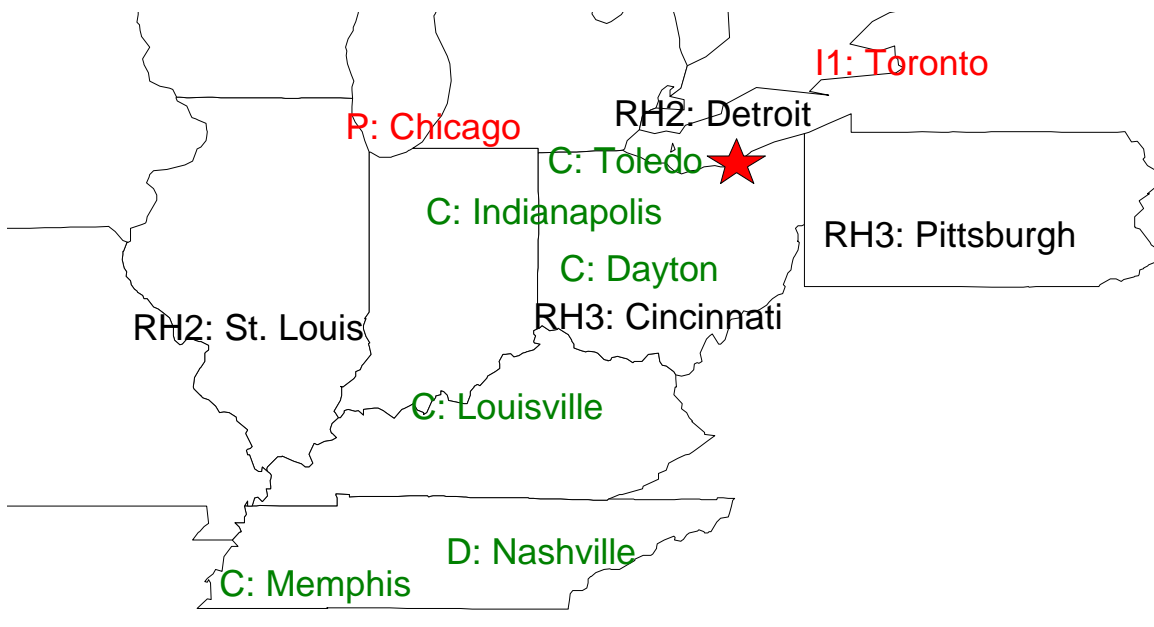 I1: Toronto
RH2: Detroit
P: Chicago
C: Toledo
C: Indianapolis
RH3: Pittsburgh
C: Dayton
RH3: Cincinnati
RH2: St. Louis
C: Louisville
D: Nashville
C: Memphis